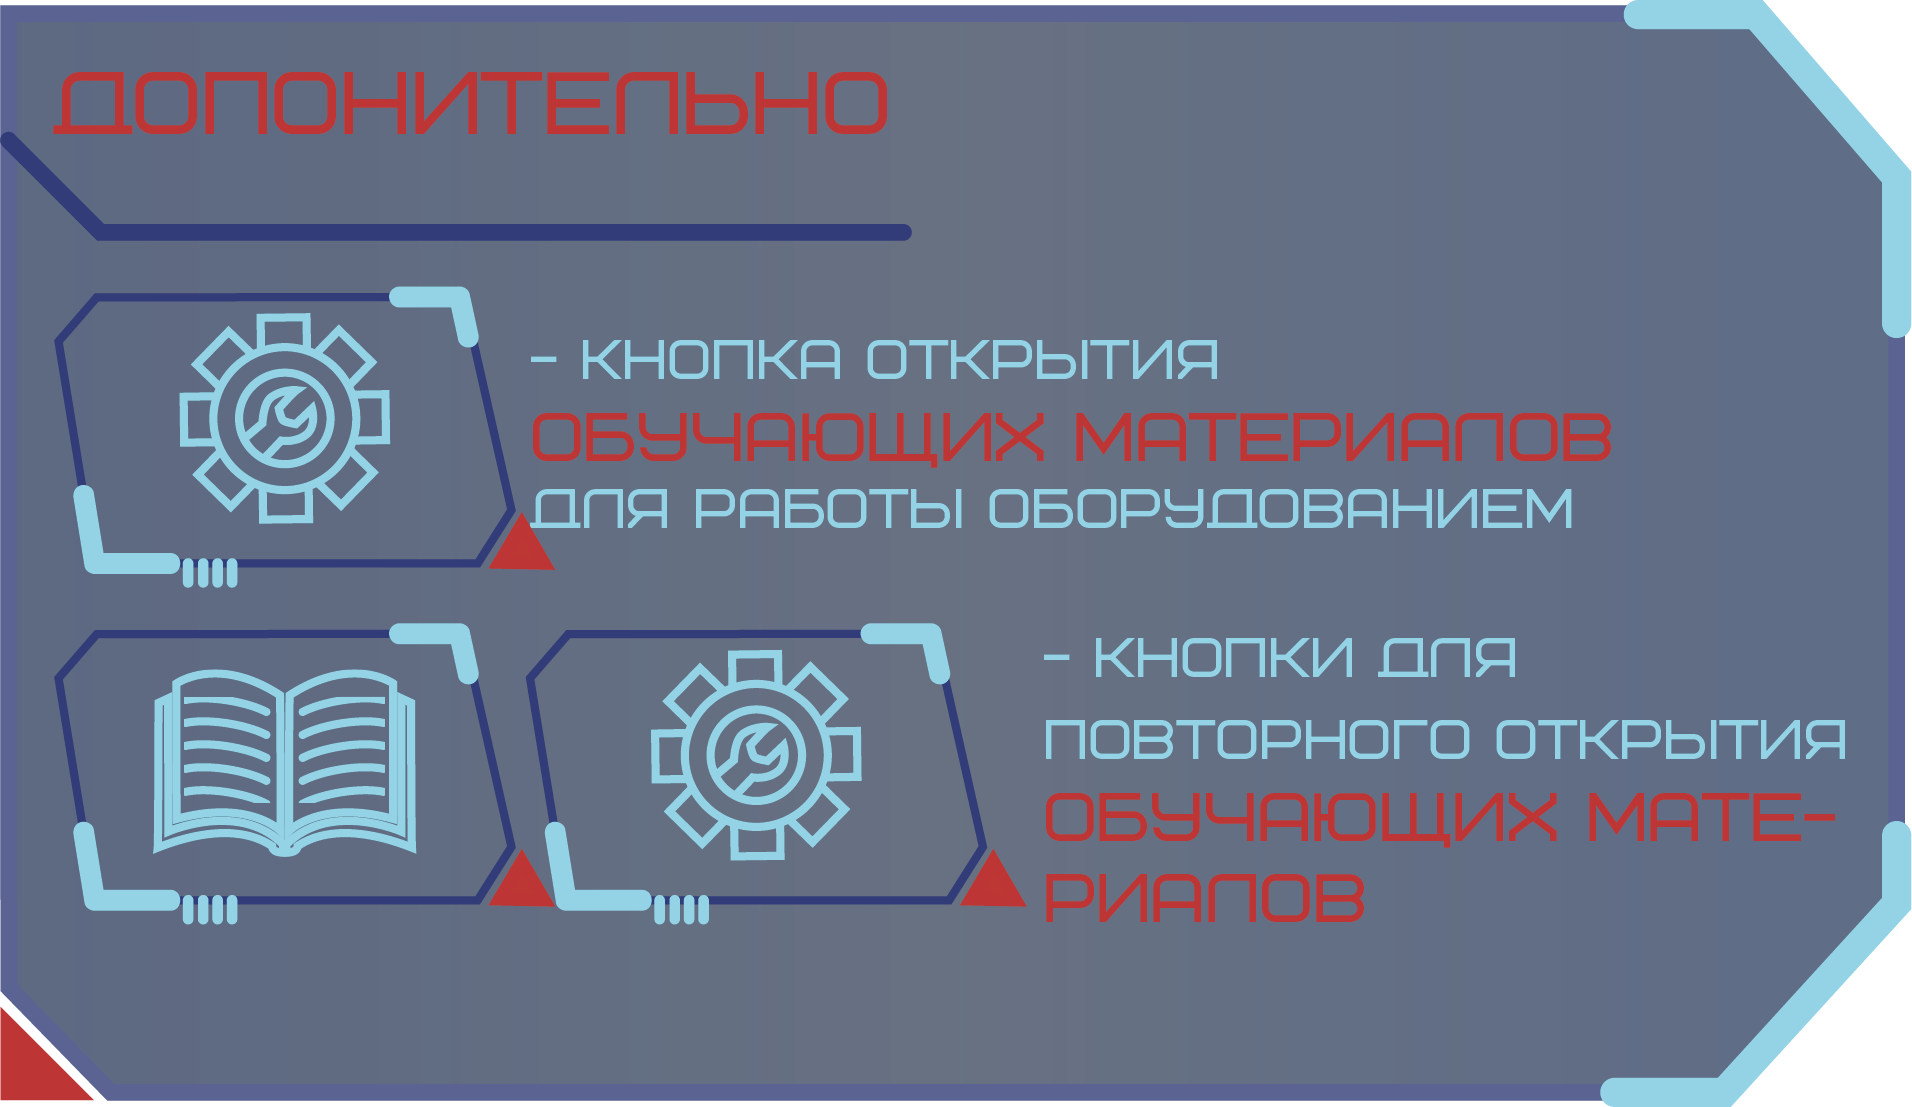 ДОПОНИТЕЛЬНО
- КНОПКА ОТКРЫТИЯ
ОБУЧАЮЩИХ МАТЕРИАЛОВ
ДЛЯ РАБОТЫ ОБОРУДОВАНИЕМ
- КНОПКИ ДЛЯ
ПОВТОРНОГО ОТКРЫТИЯ
ОБУЧАЮЩИХ МАТЕ-
РИАЛОВ